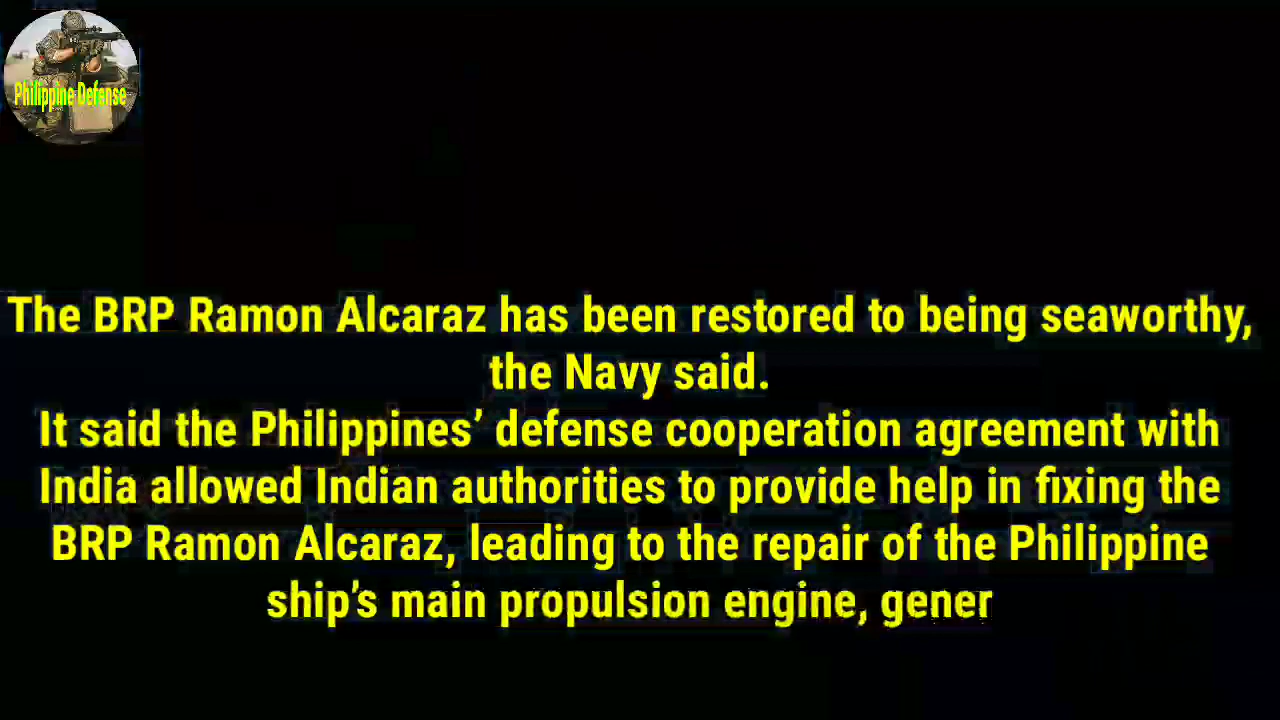 Philippine Defense
The BRP Ramon Alcaraz has been restored to being seaworthy,
the Navy said.
It said the Philippines’ defense cooperation agreement with
India allowed Indian authorities to provide help in fixing the
BRP Ramon Alcaraz, leading to the repair of the Philippine
ship’s main propulsion engine, gener